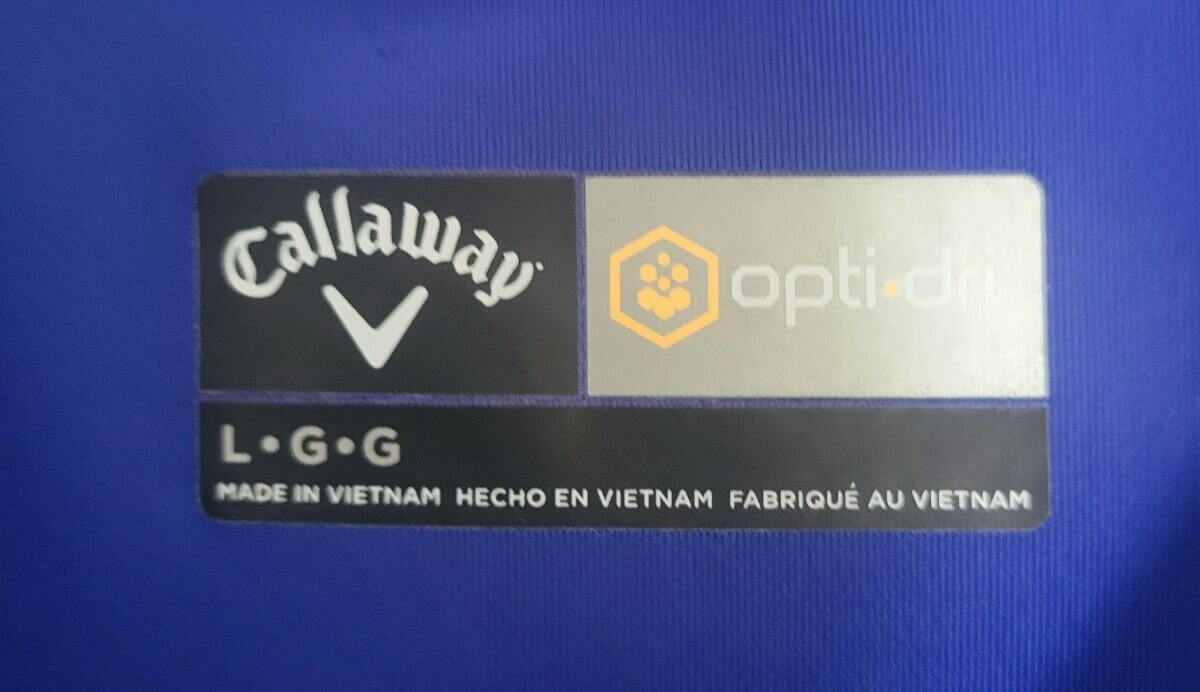 Callaway
opti·dri
L•G•G
MADE IN VIETNAM HECHO EN VIETNAM FABRIQUÉ AU VIETNAM